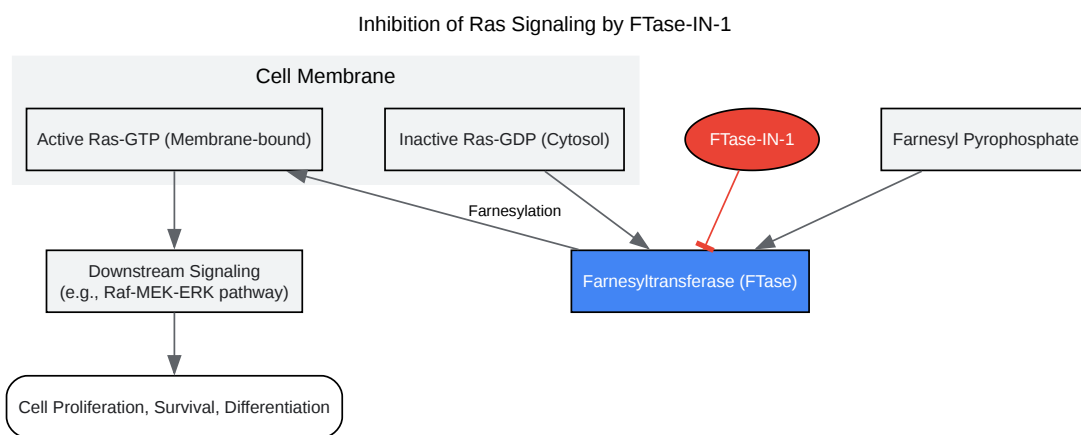 Inhibition of Ras Signaling by FTase-IN-1
Cell Membrane
Active Ras-GTP (Membrane-bound)
Inactive Ras-GDP (Cytosol)
FTase-IN-1
Farnesyl Pyrophosphate
Farnesylation
Downstream Signaling
(e.g., Raf-MEK-ERK pathway)
Farnesyltransferase (FTase)
Cell Proliferation, Survival, Differentiation